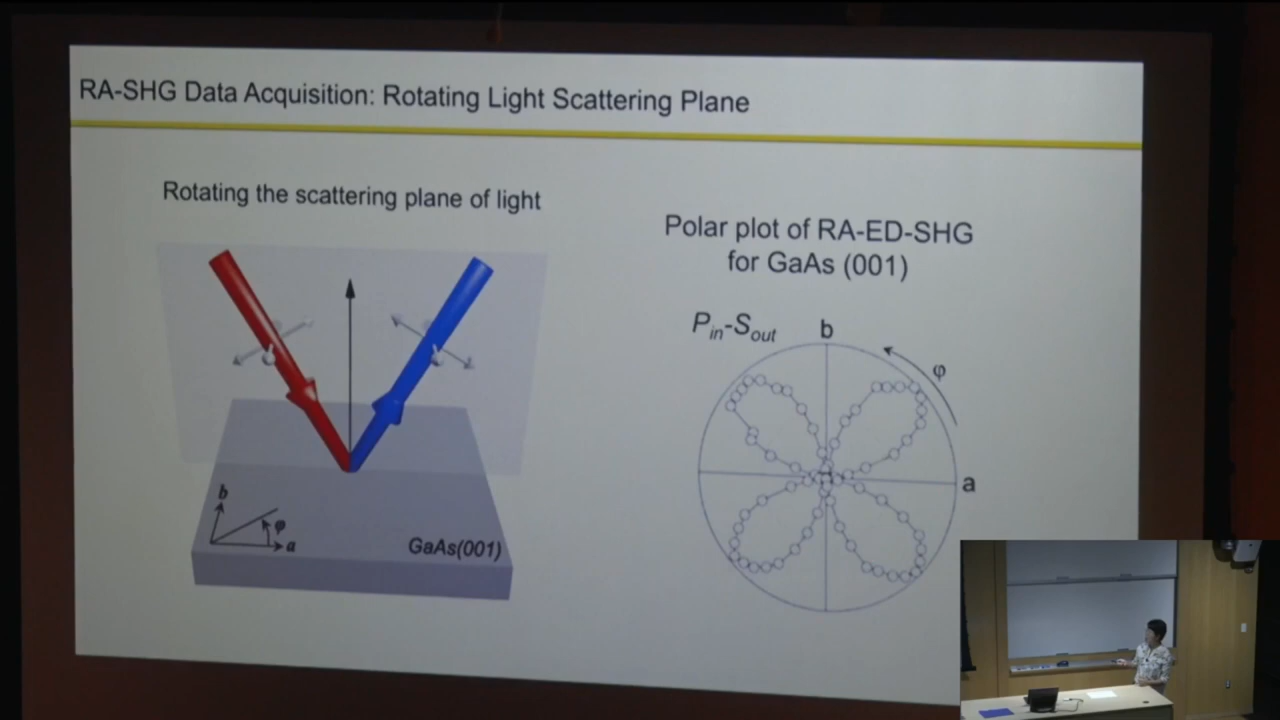 RA-SHG Data Acquisition: Rotating Light Scattering Plane
Rotating the scattering plane of light
b
φ
a
GaAs(001)
Polar plot of RA-ED-SHG
for GaAs (001)
Pin-Sout
b
φ
a